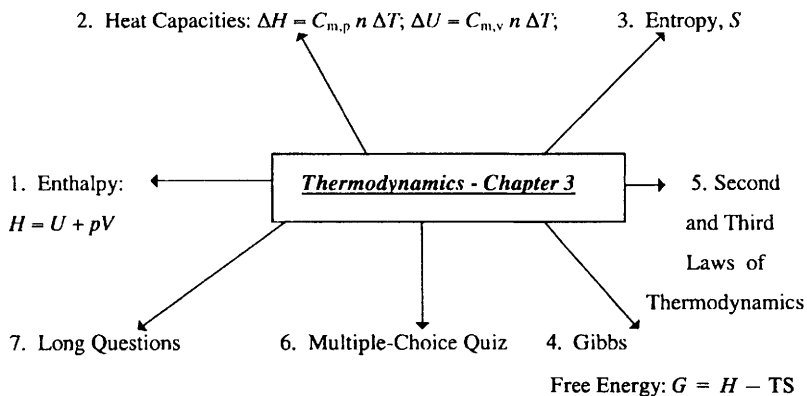 2. Heat Capacities: ΔH = Cm,p n ΔT; ΔU = Cm,v n ΔT;
3. Entropy, S
1. Enthalpy:
H = U + pV
Thermodynamics - Chapter 3
5. Second
and Third
Laws of
Thermodynamics
7. Long Questions
6. Multiple-Choice Quiz
4. Gibbs
Free Energy: G = H – TS